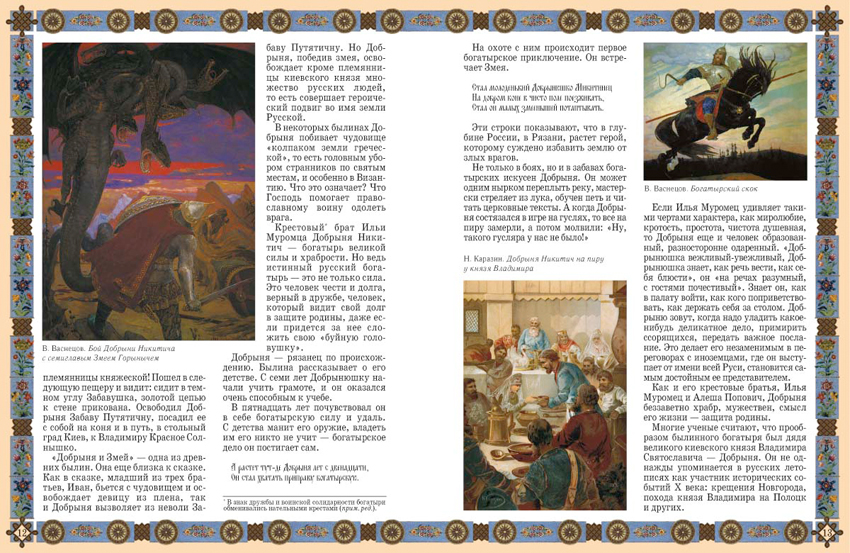 В. Васнецов. Бой Добрыни Никитича
с семиглавым Змеем Горынычем
племянницы княжеской! Пошел в сле-
дующую пещеру и видит: сидит в тем-
ном углу Забавушка, золотой цепью
к стене прикована. Освободил Доб-
рыня Забаву Путятичну, посадил ее
с собой на коня и в путь, в стольный
град Киев, к Владимиру Красное Сол-
нышко.
«Добрыня и Змей» — одна из древ-
них былин. Она еще близка к сказке.
Как в сказке, младший из трех бра-
тьев, Иван, бьется с чудовищем и ос-
вобождает девицу из плена, так
и Добрыня вызволяет из неволи За-
баву Путятичну. Но Доб-
рыня, победив змея, осво-
бождает кроме племянни-
цы киевского князя мно-
жество русских людей,
то есть совершает героичес-
кий подвиг во имя земли
Русской.
В некоторых былинах До-
брыня побивает чудовище
«колпаком земли гречес-
кой», то есть головным убо-
ром странников по святым
местам, и особенно в Визан-
тию. Что это означает? Что
Господь помогает право-
славному воину одолеть
врага.
Крестовый* брат Ильи
Муромца Добрыня Ники-
тич — богатырь великой
силы и храбрости. Но ведь
истинный русский бога-
тырь — это не только сила.
Это человек чести и долга,
верный в дружбе, человек,
который видит свой долг
в защите родины, даже ес-
ли придется за нее сло-
жить свою «буйную голо-
вушку».
Добрыня — рязанец по происхож-
дению. Былина рассказывает о его
детстве. С семи лет Добрынюшку на-
чали учить грамоте, и он оказался
очень способным к учебе.
В пятнадцать лет почувствовал он
в себе богатырскую силу и удаль.
С детства манит его оружие, владеть
им его никто не учит — богатырское
дело он постигает сам.
А растет тут-де Добрыня лет с двенадцати,
Он стал хватать приправу богатырскую.
* В знак дружбы и воинской солидарности богатыри
обменивались нательными крестами (прим. ред.).
12
На охоте с ним происходит первое
богатырское приключение. Он встре-
чает Змея.
Стал молоденький Добрынюшко Микитинец
На добром коне в чисто поле поезживать,
Стал он малых змеенышей потаптывать.
Эти строки показывают, что в глу-
бине России, в Рязани, растет герой,
которому суждено избавить землю от
злых врагов.
Не только в боях, но и в забавах бога-
тырских искусен Добрыня. Он может
одним нырком переплыть реку, мастер-
ски стреляет из лука, обучен петь и чи-
тать церковные тексты. А когда Добры-
ня состязался в игре на гуслях, то все на
пиру замерли, а потом молвили: «Ну,
такого гусляра у нас не было!»
Н. Каразин. Добрыня Никитич на пиру
у князя Владимира
В. Васнецов. Богатырский скок
Если Илья Муромец удивляет таки-
ми чертами характера, как миролюбие,
кротость, простота, чистота душевная,
то Добрыня еще и человек образован-
ный, разносторонне одаренный. «Доб-
рынюшка вежливый-увежливый, Доб-
рынюшка знает, как речь вести, как се-
бя блюсти», он «на речах разумный,
с гостями почестивый». Знает он, как
в палату войти, как кого поприветство-
вать, как держать себя за столом. Доб-
рыню зовут, когда надо уладить какое-
нибудь деликатное дело, примирить
ссорящихся, передать важное посла-
ние. Это делает его незаменимым в пе-
реговорах с иноземцами, где он высту-
пает от имени всей Руси, становится са-
мым достойным ее представителем.
Как и его крестовые братья, Илья
Муромец и Алеша Попович, Добрыня
беззаветно храбр, мужествен, смысл
его жизни — защита родины.
Многие ученые считают, что прооб-
разом былинного богатыря был дядя
великого киевского князя Владимира
Святославича — Добрыня. Он не од-
нажды упоминается в русских лето-
писях как участник исторических со-
бытий X века: крещения Новгорода,
похода князя Владимира на Полоцк
и других.
13